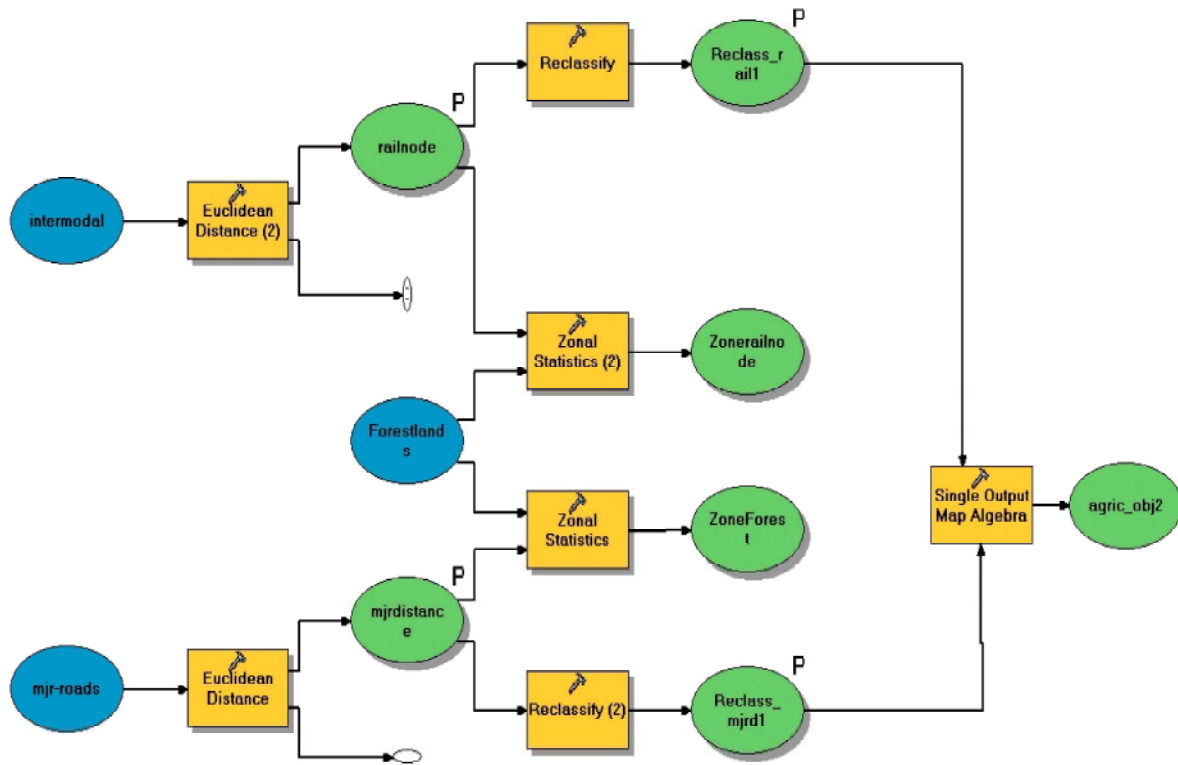 P
Reclassify
Reclass_r
ail1
P
railnode
intermodal
Euclidean
Distance (2)
Zonal
Statistics (2)
Zonerailno
de
Forestland
s
Zonal
Statistics
ZoneFores
t
Single Output
Map Algebra
agric_obj2
P
mjrdistanc
e
mjr-roads
Euclidean
Distance
Reclassify (2)
Reclass_
mjrd1
P